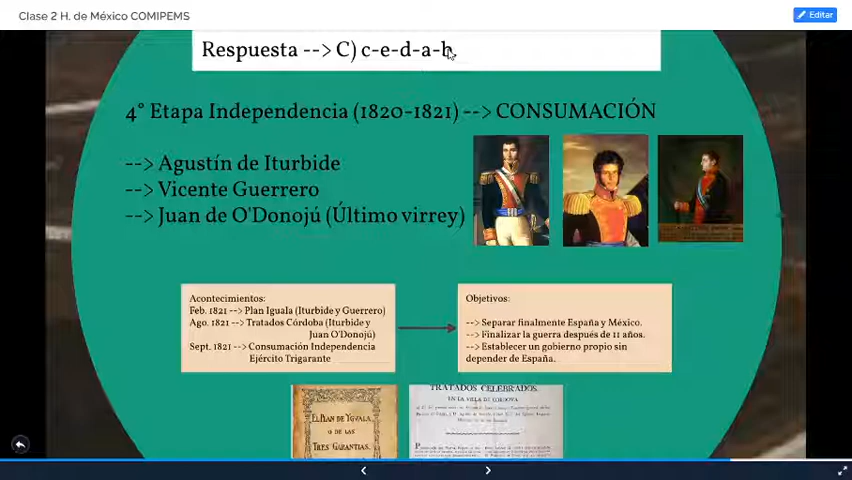 Clase 2 H. de México COMIPEMS
Editar
Respuesta --> C) c-e-d-a-b
4° Etapa Independencia (1820-1821) --> CONSUMACIÓN
--> Agustín de Iturbide
--> Vicente Guerrero
--> Juan de O'Donojú (Último virrey)
Acontecimientos:
Feb. 1821 --> Plan Iguala (Iturbide y Guerrero)
Ago. 1821 --> Tratados Córdoba (Iturbide y
Juan O'Donojú)
Sept. 1821 --> Consumación Independencia
Ejército Trigarante
Objetivos:
--> Separar finalmente España y México.
--> Finalizar la guerra después de 11 años.
--> Establecer un gobierno propio sin
depender de España.
EL PLAN DE YGUALA
O DE LAS
TRES GARANTIAS.
TRATADOS CELEBRADOS
EN LA VILLA DE CORDOVA